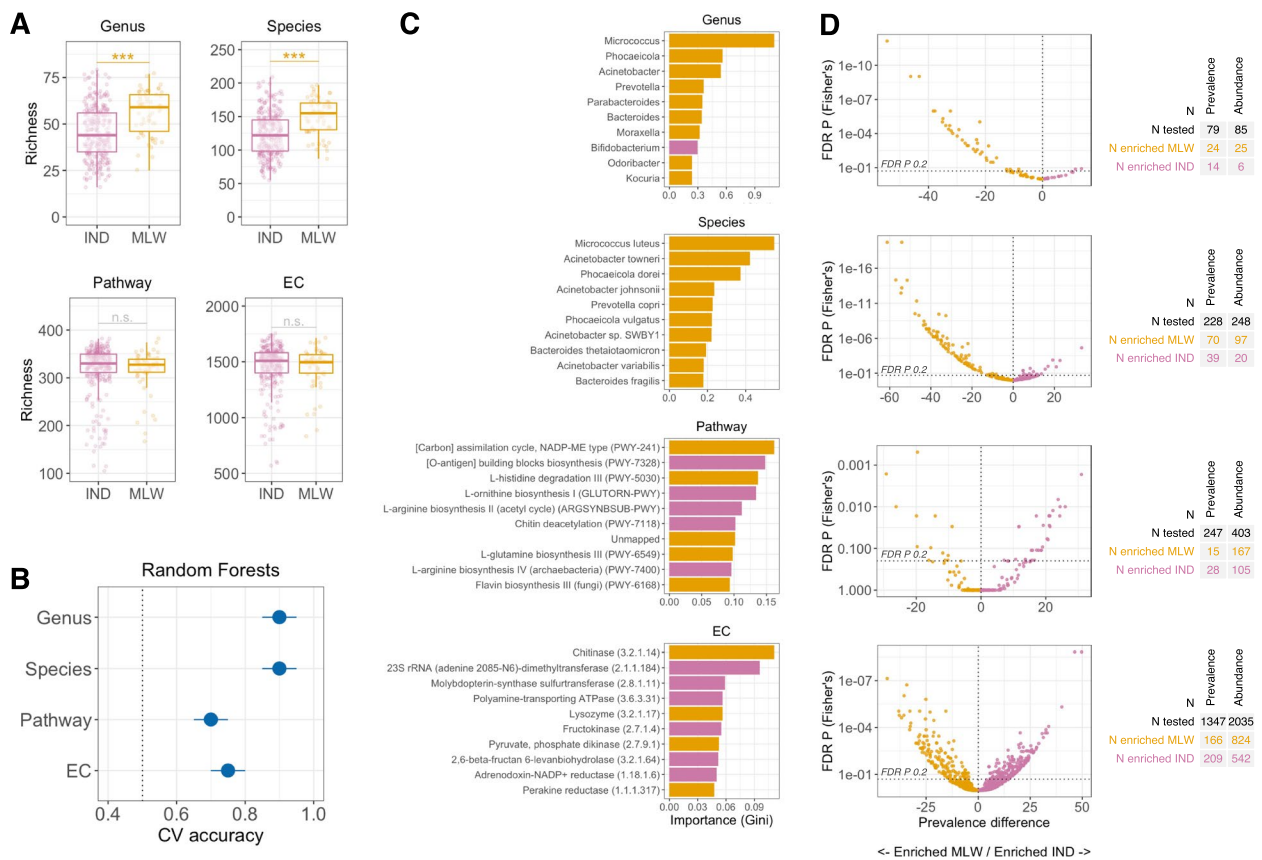 A
Genus
Species
***
***
Richness
75
50
25
0
250
200
150
100
50
0
IND
MLW
IND
MLW
Pathway
EC
n.s.
n.s.
Richness
400
300
200
100
2000
1500
1000
500
IND
MLW
IND
MLW
B
Random Forests
Genus
Species
Pathway
EC
0.4
0.6
0.8
1.0
CV accuracy
C
Genus
Micrococcus
Phocaeicola
Acinetobacter
Prevotella
Parabacteroides
Bacteroides
Moraxella
Bifidobacterium
Odoribacter
Kocuria
0.0
0.3
0.6
0.9
Species
Micrococcus luteus
Acinetobacter towneri
Phocaeicola dorei
Acinetobacter johnsonii
Prevotella copri
Phocaeicola vulgatus
Acinetobacter sp. SWBY1
Bacteroides thetaiotaomicron
Acinetobacter variabilis
Bacteroides fragilis
0.0
0.2
0.4
Pathway
[Carbon] assimilation cycle, NADP-ME type (PWY-241)
[O-antigen] building blocks biosynthesis (PWY-7328)
L-histidine degradation III (PWY-5030)
L-ornithine biosynthesis I (GLUTORN-PWY)
L-arginine biosynthesis II (acetyl cycle) (ARGSYNBSUB-PWY)
Chitin deacetylation (PWY-7118)
Unmapped
L-glutamine biosynthesis III (PWY-6549)
L-arginine biosynthesis IV (archaebacteria) (PWY-7400)
Flavin biosynthesis III (fungi) (PWY-6168)
0.00
0.05
0.10
0.15
EC
Chitinase (3.2.1.14)
23S rRNA (adenine 2085-N6)-dimethyltransferase (2.1.1.184)
Molybdopterin-synthase sulfurtransferase (2.8.1.11)
Polyamine-transporting ATPase (3.6.3.31)
Lysozyme (3.2.1.17)
Fructokinase (2.7.1.4)
Pyruvate, phosphate dikinase (2.7.9.1)
2,6-beta-fructan 6-levanbiohydrolase (3.2.1.64)
Adrenodoxin-NADP+ reductase (1.18.1.6)
Perakine reductase (1.1.1.317)
0.00
0.03
0.06
0.09
Importance (Gini)
D
FDR P (Fisher's)
1e-10
1e-07
1e-04
1e-01
FDR P 0.2
-40
-20
0
N Prevalence Abundance
N tested 79 85
N enriched MLW 24 25
N enriched IND 14 6
FDR P (Fisher's)
1e-16
1e-11
1e-06
1e-01
FDR P 0.2
-60
-40
-20
0
20
N Prevalence Abundance
N tested 228 248
N enriched MLW 70 97
N enriched IND 39 20
FDR P (Fisher's)
0.001
0.010
0.100
1.000
FDR P 0.2
-20
0
20
N Prevalence Abundance
N tested 247 403
N enriched MLW 15 167
N enriched IND 28 105
FDR P (Fisher's)
1e-07
1e-04
1e-01
FDR P 0.2
-25
0
25
50
Prevalence difference
<- Enriched MLW / Enriched IND ->
N Prevalence Abundance
N tested 1347 2035
N enriched MLW 166 824
N enriched IND 209 542